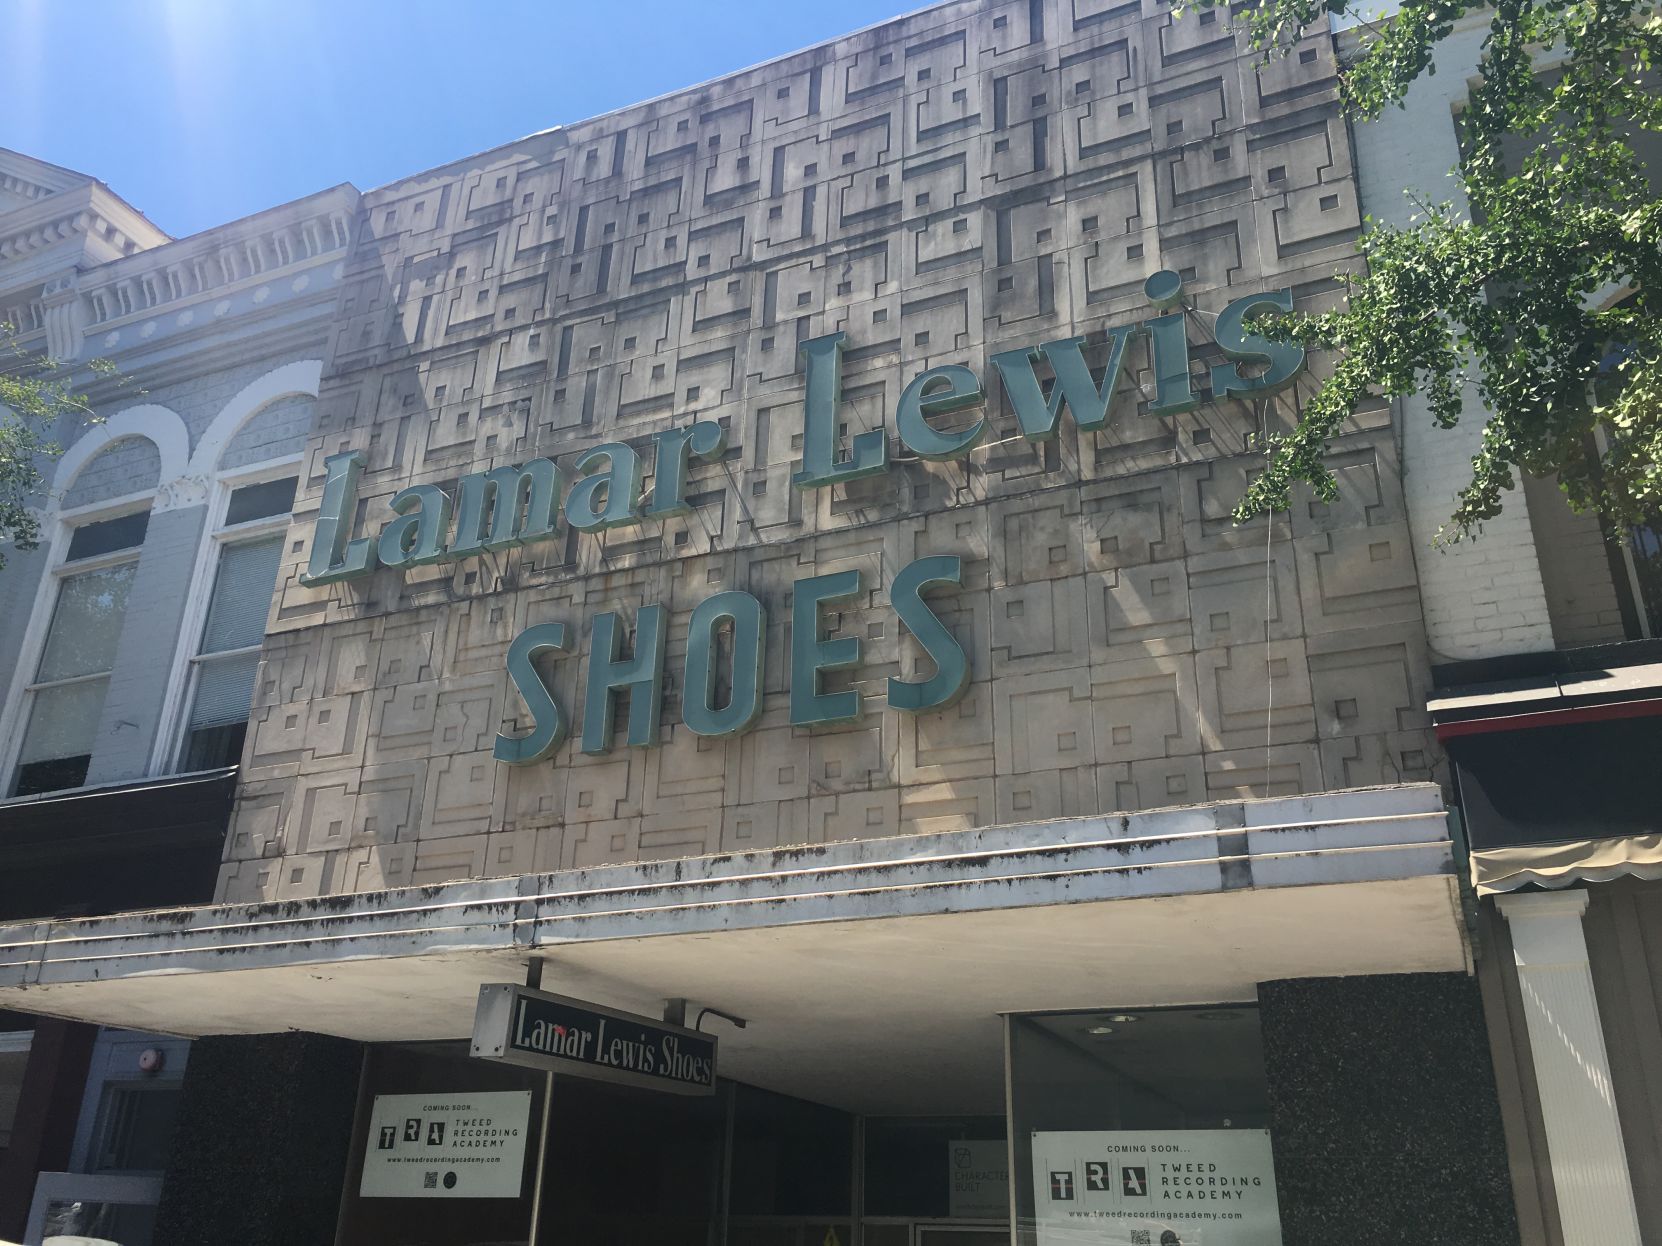 Lamar Lewis
SHOES
Lamar Lewis Shoes
COMING SOON...
TRA
TWEED
RECORDING
ACADEMY
www.tweedrecordingacademy.com
CHARACTER
BUILT
COMING SOON...
TRA
TWEED
RECORDING
ACADEMY
www.tweedrecordingacademy.com